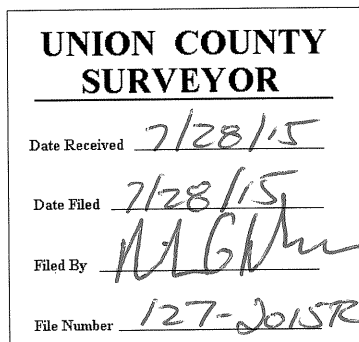 UNION COUNTY
SURVEYOR
Date Received 7/28/15
Date Filed 7/28/15
Filed By
File Number 127-2015R